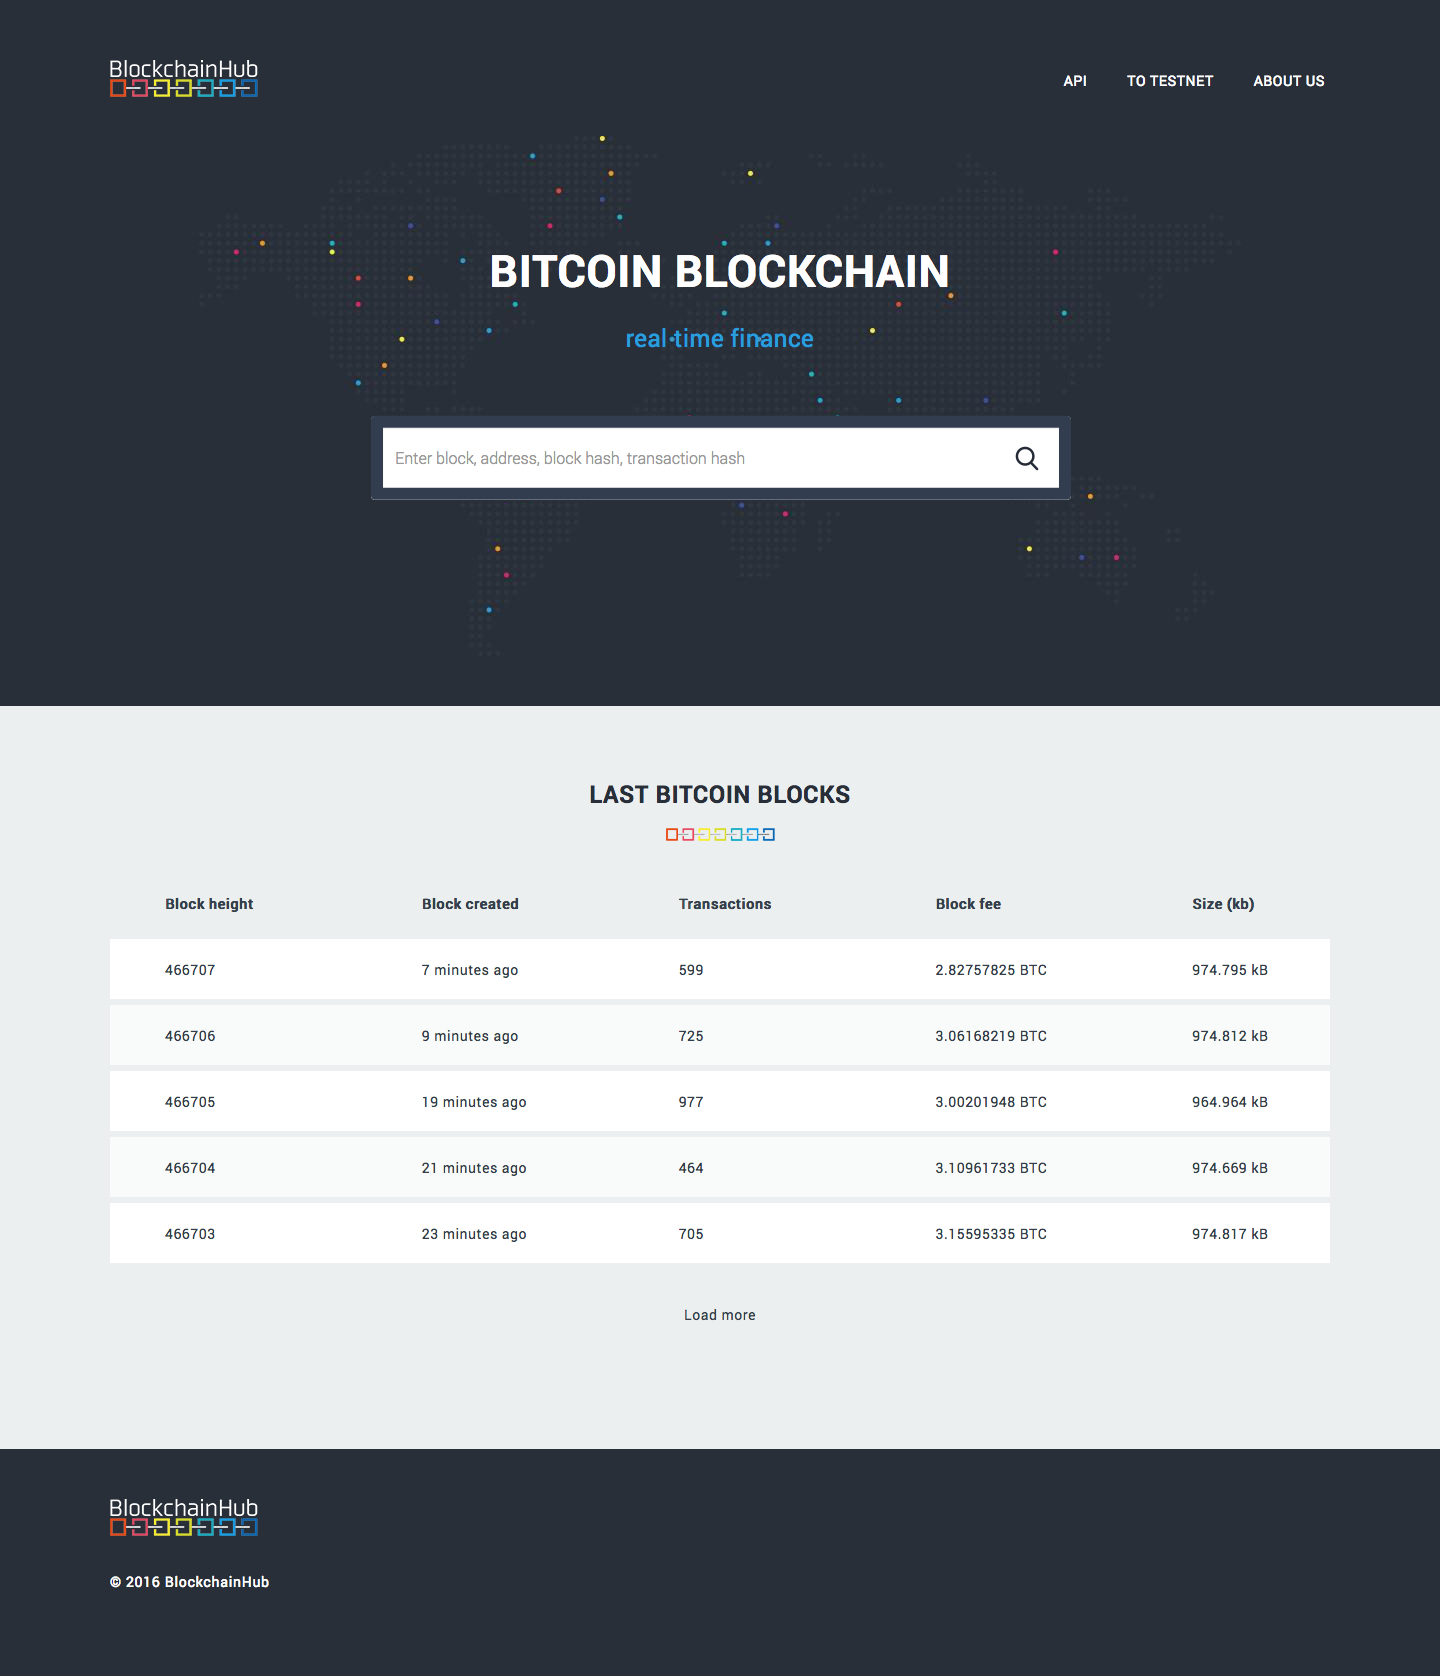 BlockchainHub
API TO TESTNET ABOUT US
BITCOIN BLOCKCHAIN
real time finance
Enter block, address, block hash, transaction hash
LAST BITCOIN BLOCKS
Block height Block created Transactions Block fee Size (kb)
466707 7 minutes ago 599 2.82757825 BTC 974.795 kB
466706 9 minutes ago 725 3.06168219 BTC 974.812 kB
466705 19 minutes ago 977 3.00201948 BTC 964.964 kB
466704 21 minutes ago 464 3.10961733 BTC 974.669 kB
466703 23 minutes ago 705 3.15595335 BTC 974.817 kB
Load more
BlockchainHub
© 2016 BlockchainHub